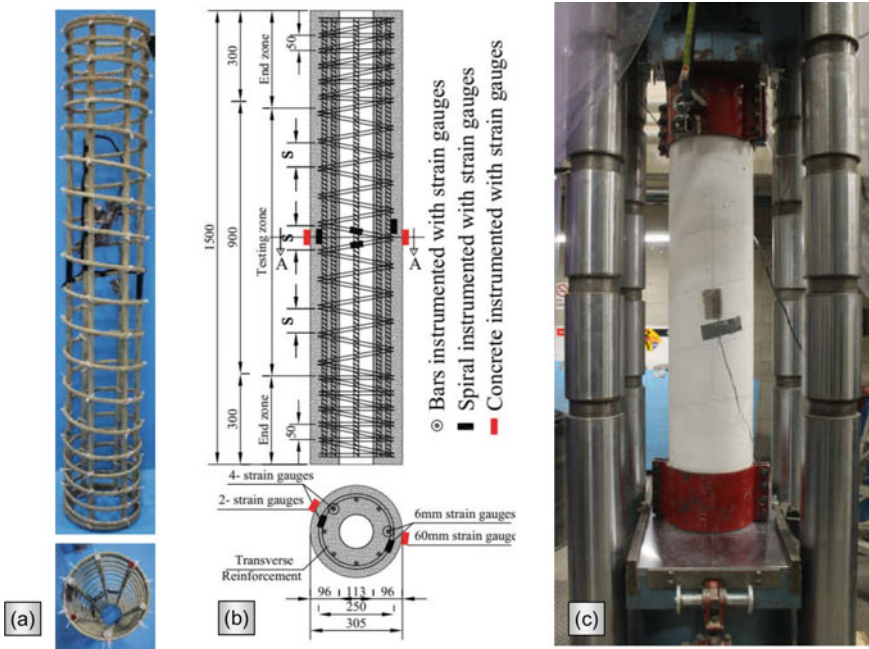 (a)
300
900
300
1500
End zone
Testing zone
End zone
50
S
S
S
50
A
A
Bars instrumented with strain gauges
Spiral instrumented with strain gauges
Concrete instrumented with strain gauges
4- strain gauges
2- strain gauges
6mm strain gauges
60mm strain gauge
Transverse
Reinforcement
96 113 96
250
305
(b)
(c)